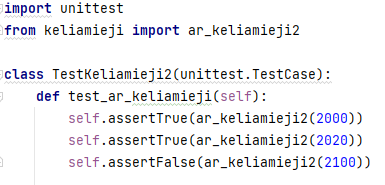 import unittest
from keliamieji import ar_keliamieji2
class TestKeliamieji2(unittest.TestCase):
def test_ar_keliamieji(self):
self.assertTrue(ar_keliamieji2(2000))
self.assertTrue(ar_keliamieji2(2020))
self.assertFalse(ar_keliamieji2(2100))